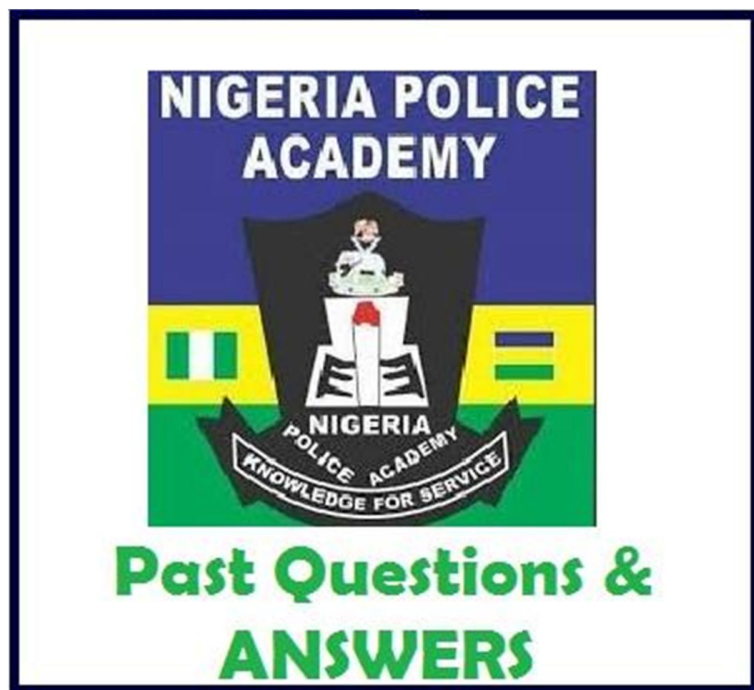 NIGERIA POLICE
ACADEMY
NIGERIA
POLICE ACADEMY
KNOWLEDGE FOR SERVICE
Past Questions &
ANSWERS